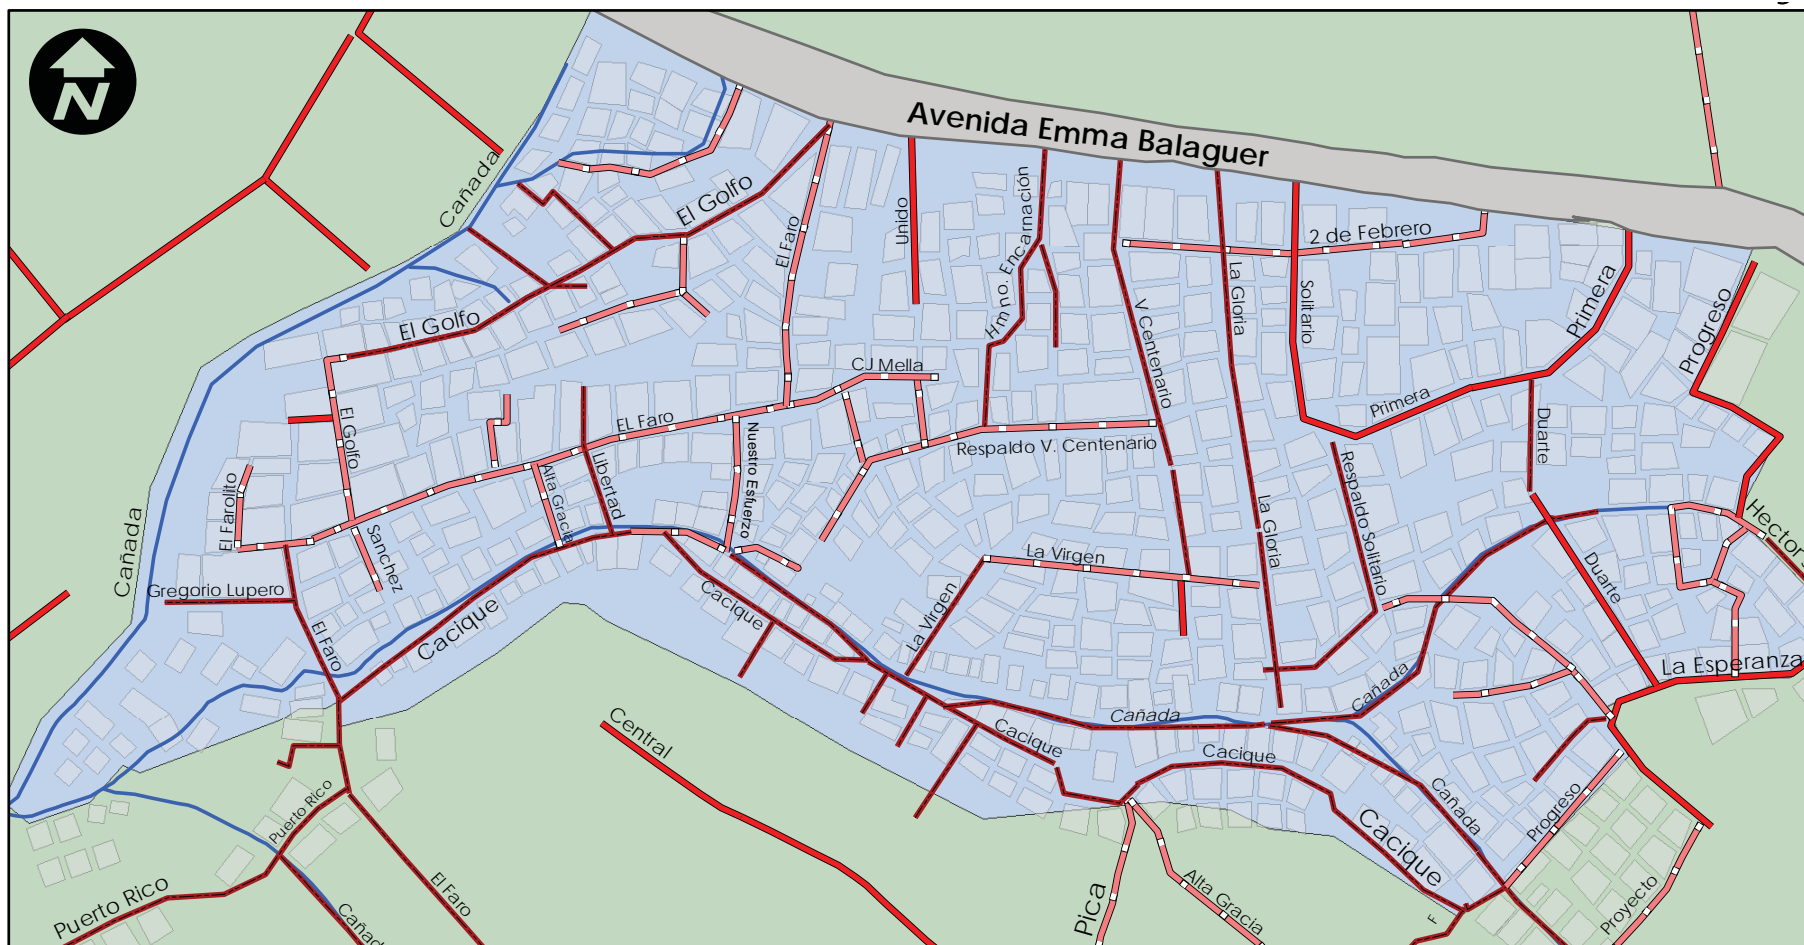 N
Avenida Emma Balaguer
Cañada
El Golfo
El Faro
Unido
Hmno. Encarnación
2 de Febrero
La Gloria
Solitario
Primera
Progreso
V Centenario
El Golfo
CJ Mella
Primera
EL Faro
El Golfo
Nuestro Esfuerzo
Respaldo V. Centenario
Duarte
Libertad
Alta Gracia
Respaldo Solitario
El Farolito
Sanchez
La Gloria
Hector
Cañada
La Virgen
Duarte
Gregorio Lupero
Cacique
Cacique
La Virgen
El Faro
La Esperanza
Cañada
Central
Cañada
Cacique
Cacique
Puerto Rico
Cañada
Progreso
Cacique
El Faro
Puerto Rico
Pica
Alta Gracia
Proyecto
Cañad
F